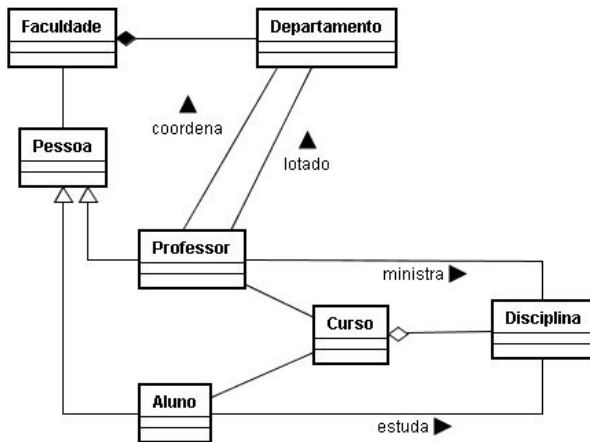 Faculdade
Departamento
coordena
Pessoa
lotado
Professor
ministra
Curso
Disciplina
Aluno
estuda